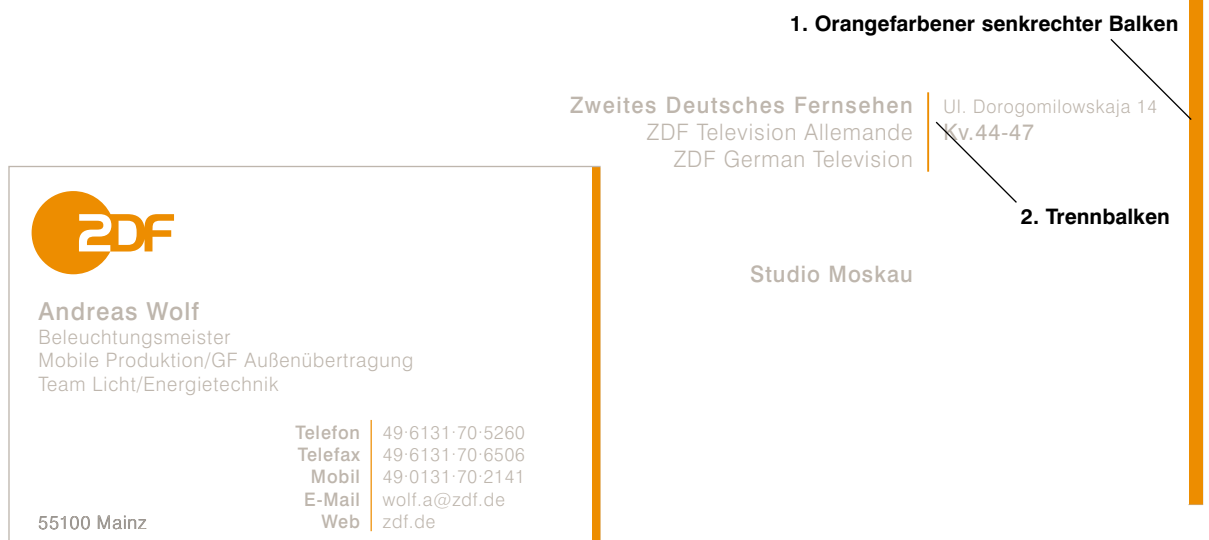 1. Orangefarbener senkrechter Balken
Zweites Deutsches Fernsehen
ZDF Television Allemande
ZDF German Television
Ul. Dorogomilowskaja 14
Kv.44-47
2. Trennbalken
Studio Moskau
ZDF
Andreas Wolf
Beleuchtungsmeister
Mobile Produktion/GF Außenübertragung
Team Licht/Energietechnik
Telefon 49·6131·70·5260
Telefax 49·6131·70·6506
Mobil 49·0131·70·2141
E-Mail wolf.a@zdf.de
Web zdf.de
55100 Mainz